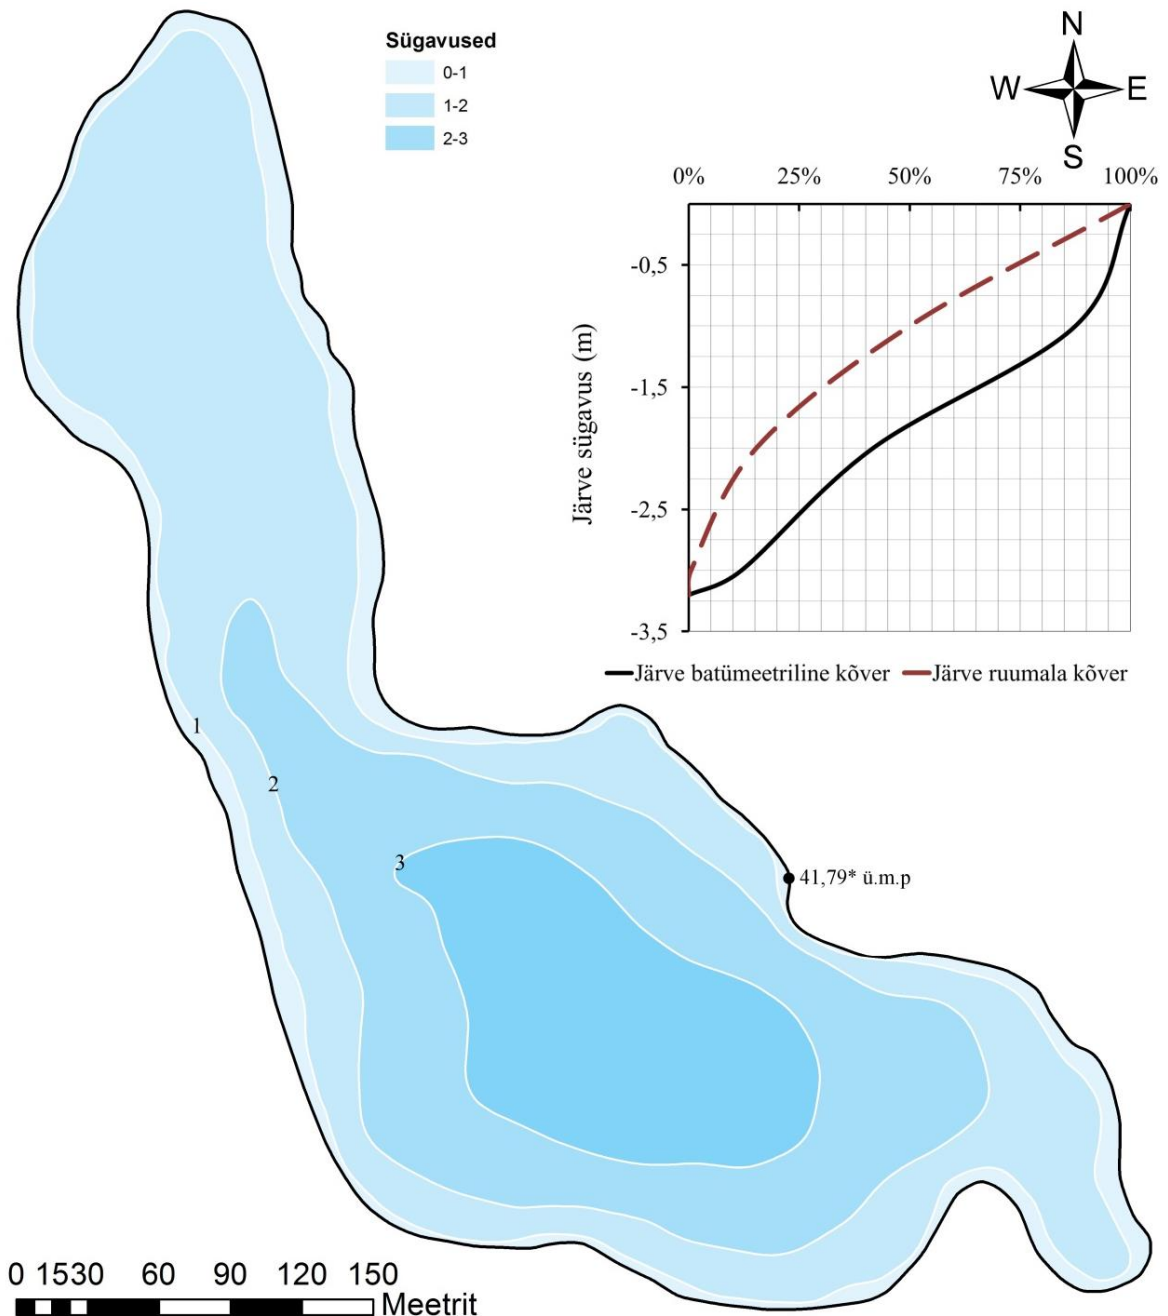 Sügavused
0-1
1-2
2-3
N
W E
S
0% 25% 50% 75% 100%
-0,5
-1,5
-2,5
-3,5
Järve sügavus (m)
Järve batümeetriline kõver Järve ruumala kõver
1
2
3
41,79* ü.m.p
0 1530 60 90 120 150
Meetrit